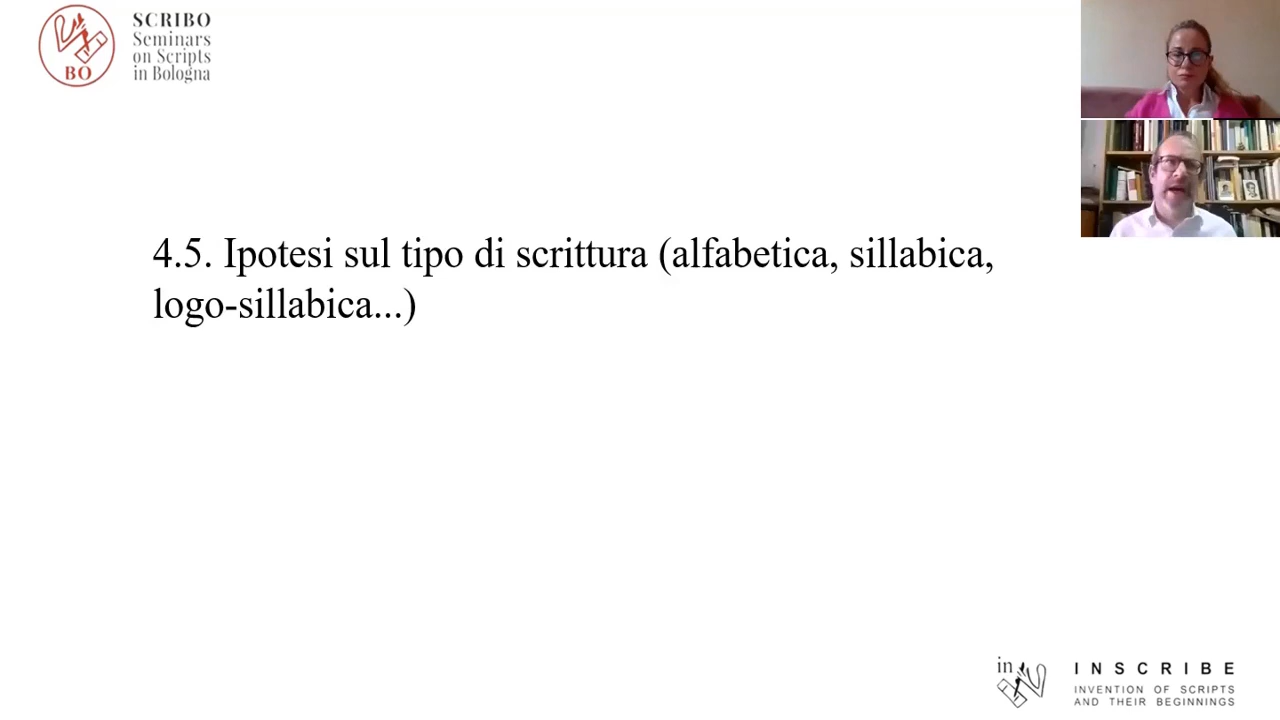 SCRIBO
Seminars
on Scripts
in Bologna
BO
4.5. Ipotesi sul tipo di scrittura (alfabetica, sillabica,
logo-sillabica...)
in
INSCRIBE
INVENTION OF SCRIPTS
AND THEIR BEGINNINGS